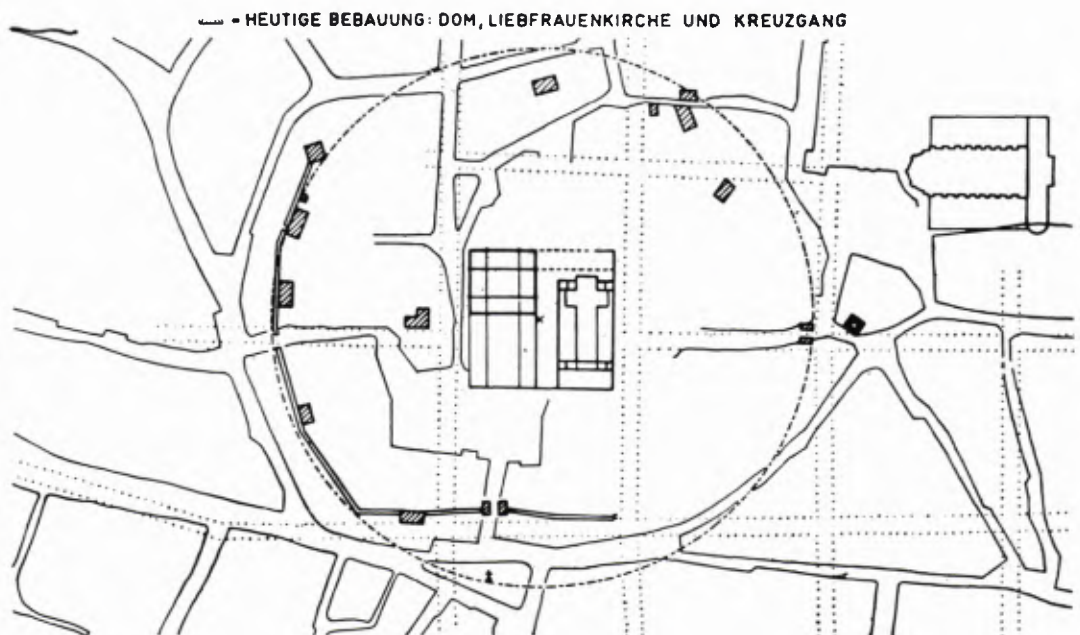 = HEUTIGE BEBAUUNG: DOM, LIEBFRAUENKIRCHE UND KREUZGANG